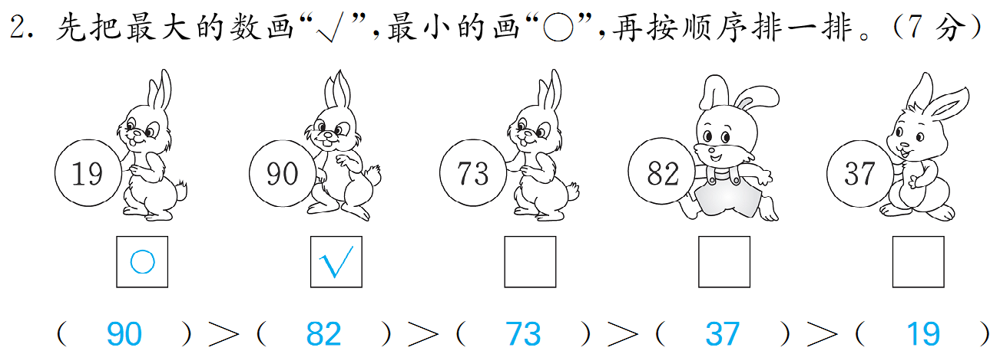 2. 先把最大的数画“√”,最小的画“○”,再按顺序排一排。(7 分)
19 90 73 82 37
○ √
( 90 )>( 82 )>( 73 )>( 37 )>( 19 )